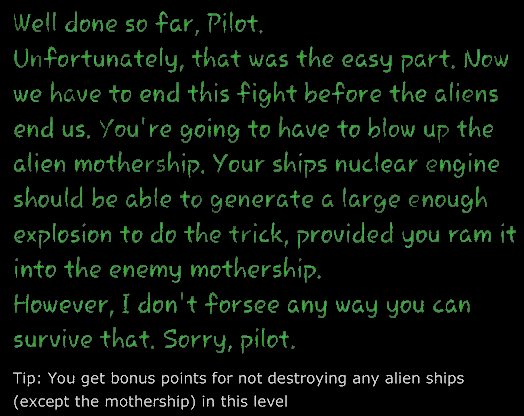 Well done so far, Pilot.
Unfortunately, that was the easy part. Now
we have to end this fight before the aliens
end us. You're going to have to blow up the
alien mothership. Your ships nuclear engine
should be able to generate a large enough
explosion to do the trick, provided you ram it
into the enemy mothership.
However, I don't forsee any way you can
survive that. Sorry, pilot.
Tip: You get bonus points for not destroying any alien ships
(except the mothership) in this level